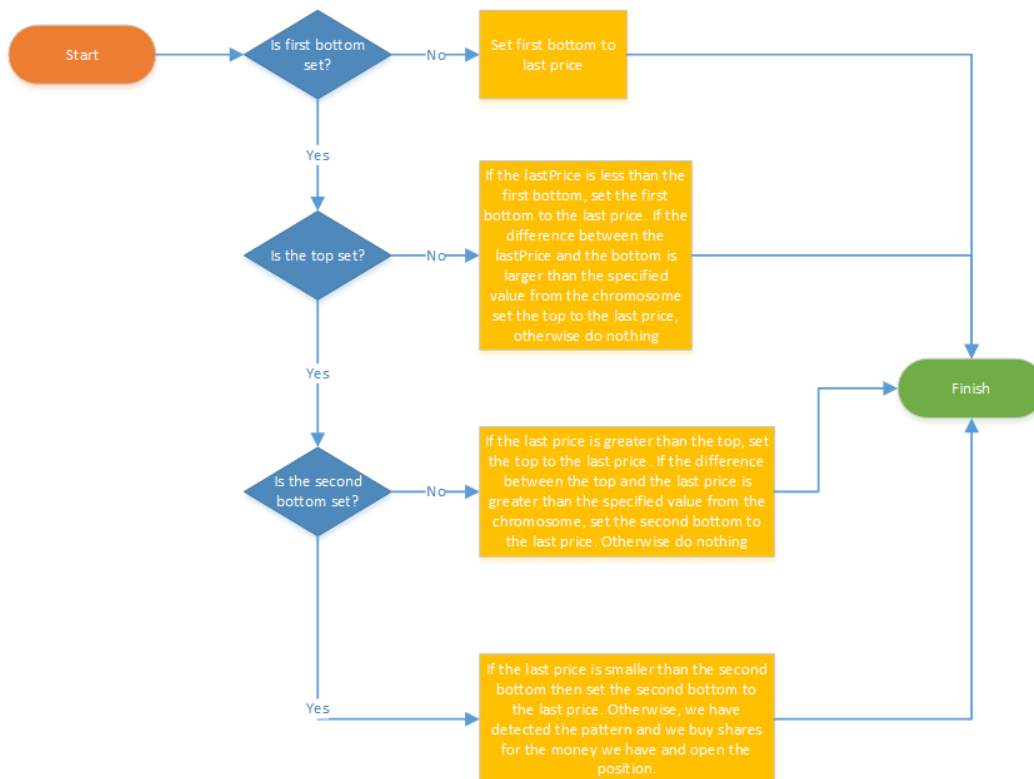 Start
Is first bottom
set?
No
Set first bottom to
last price
Yes
Is the top set?
No
If the lastPrice is less than the
first bottom, set the first
bottom to the last price. If the
difference between the
lastPrice and the bottom is
larger than the specified
value from the chromosome
set the top to the last price,
otherwise do nothing
Yes
Finish
Is the second
bottom set?
No
If the last price is greater than the top, set
the top to the last price. If the difference
between the top and the last price is
greater than the specified value from the
chromosome, set the second bottom to
the last price. Otherwise do nothing
Yes
If the last price is smaller than the second
bottom then set the second bottom to
the last price. Otherwise, we have
detected the pattern and we buy shares
for the money we have and open the
position.